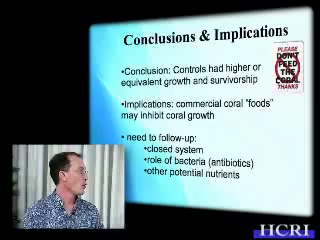 Conclusions & Implications
PLEASE
DON'T
FEED
THE
CORAL
THANKS
•Conclusion: Controls had higher or
equivalent growth and survivorship
•Implications: commercial coral "foods"
may inhibit coral growth
• need to follow-up:
•closed system
•role of bacteria (antibiotics)
•other potential nutrients
HCRI